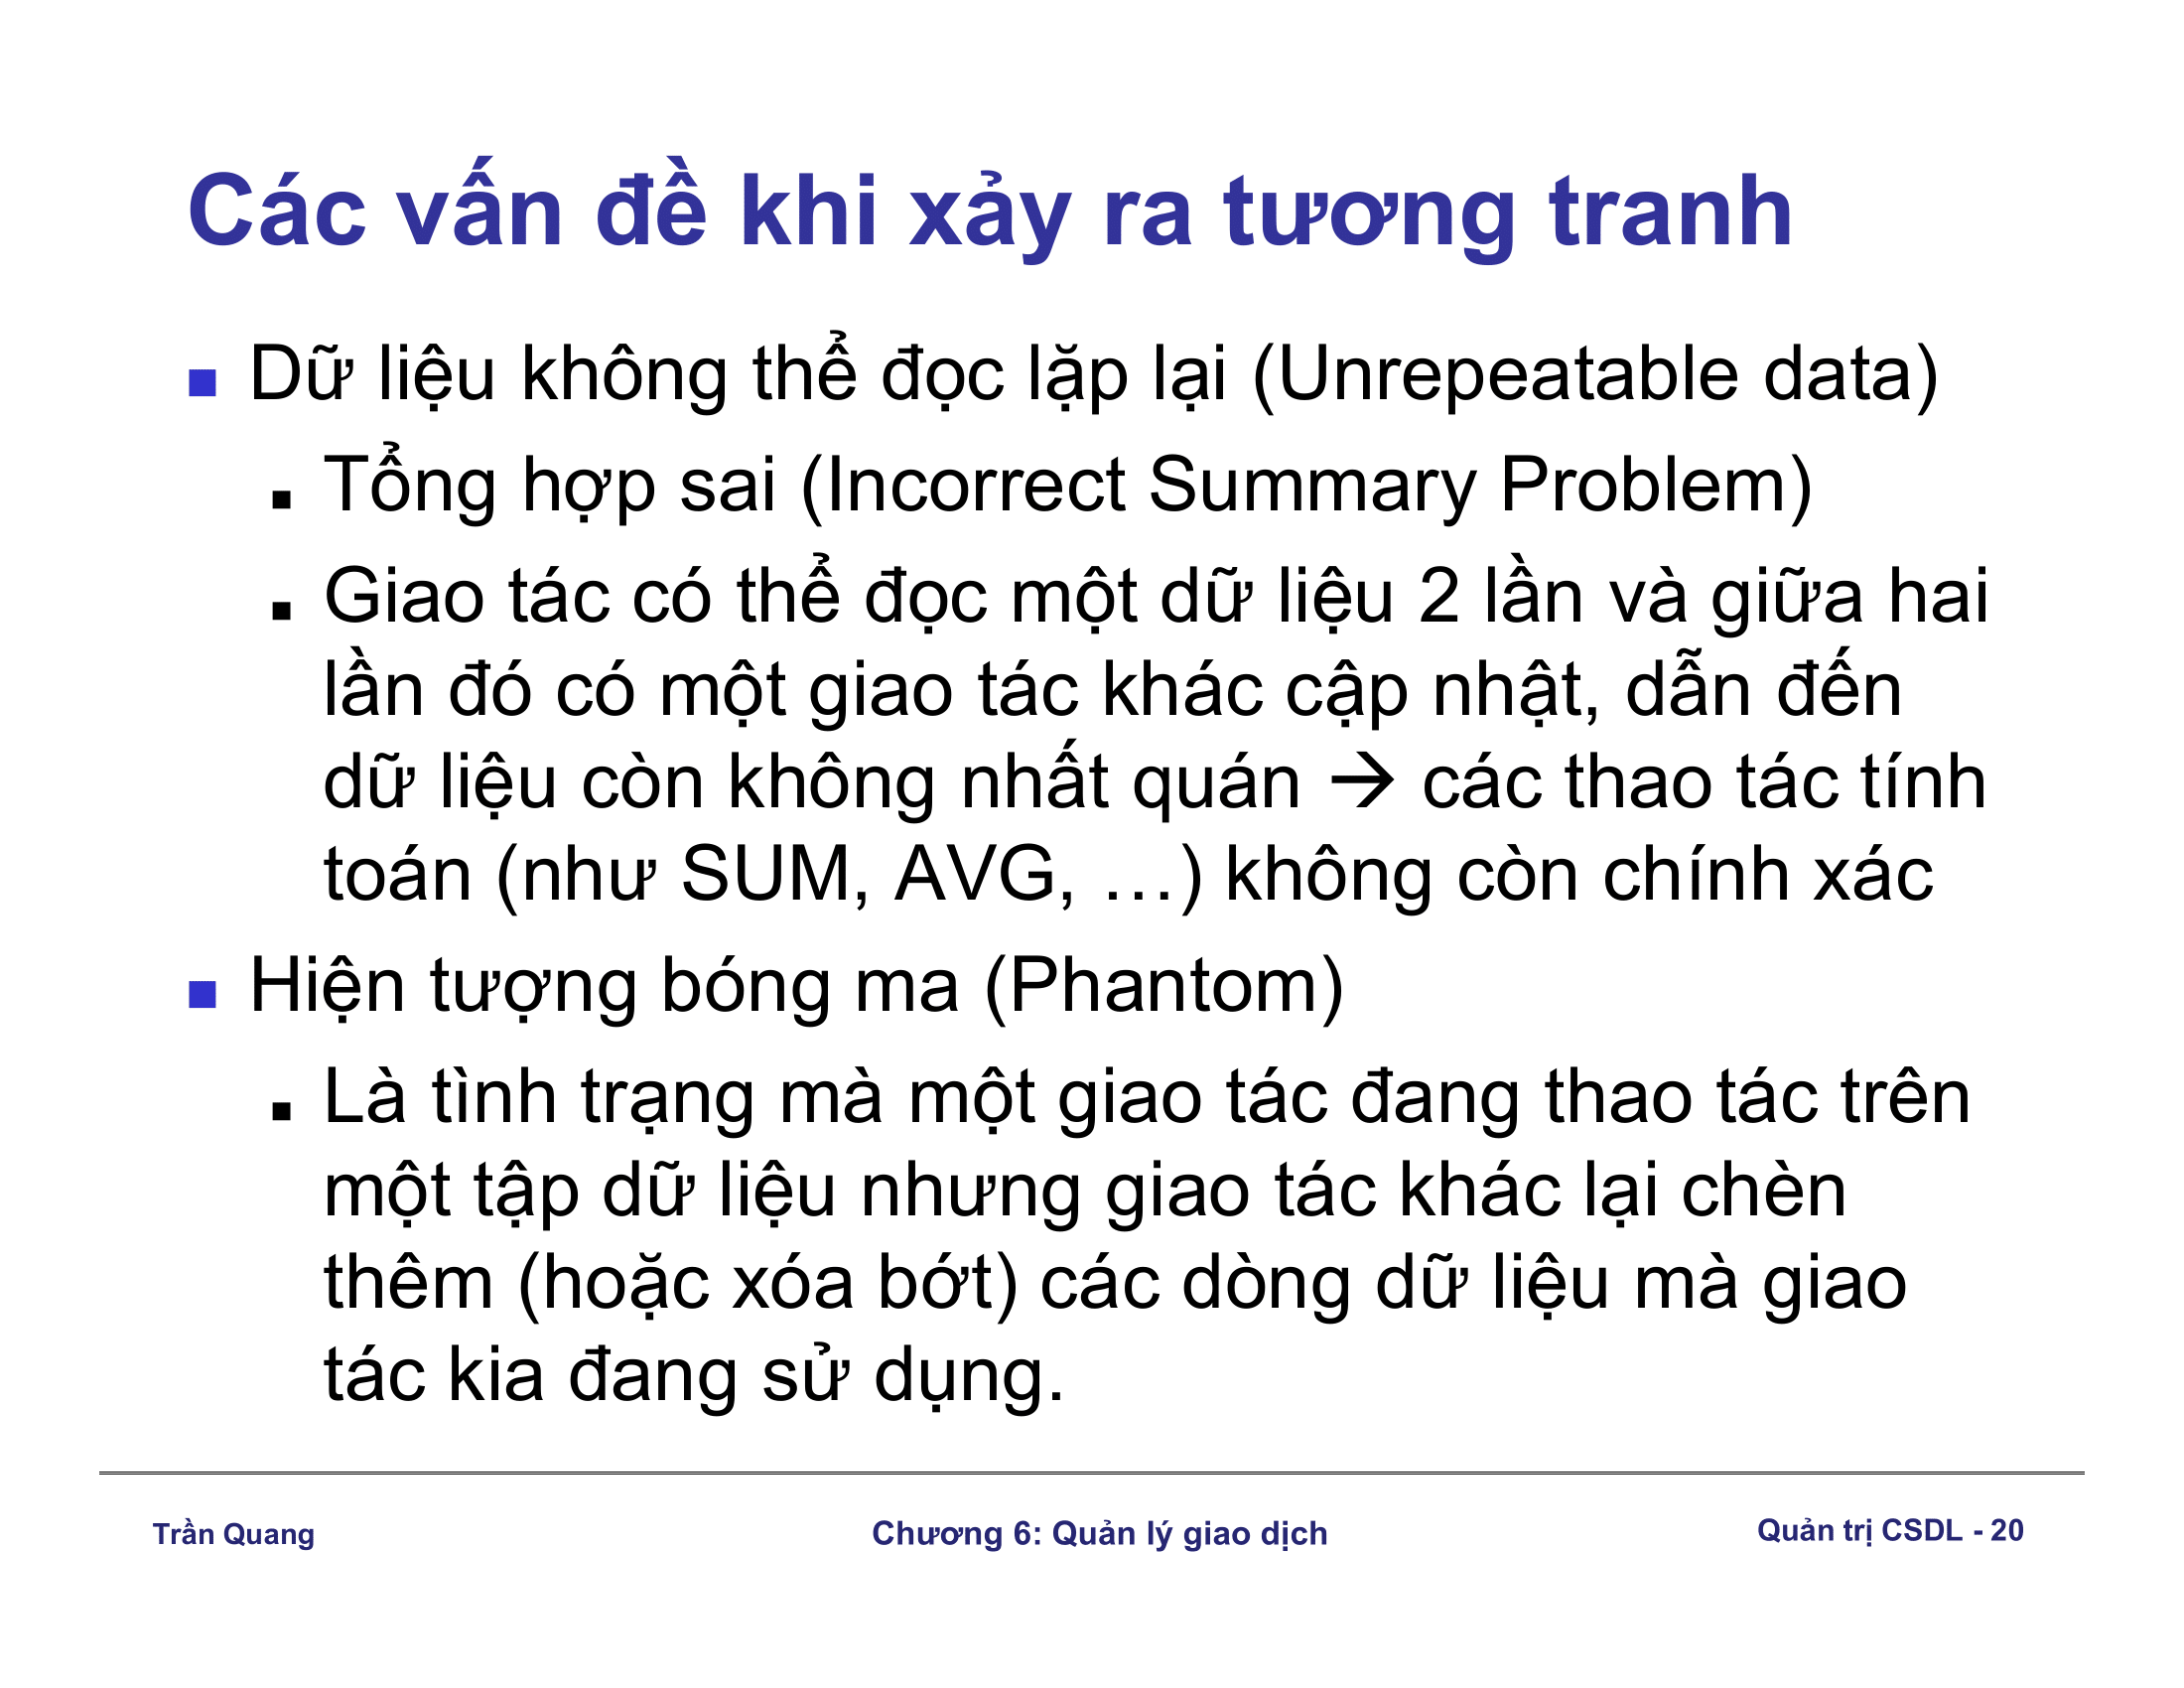 Các vấn đề khi xảy ra tương tranh
Dữ liệu không thể đọc lặp lại (Unrepeatable data)
Tổng hợp sai (Incorrect Summary Problem)
Giao tác có thể đọc một dữ liệu 2 lần và giữa hai
lần đó có một giao tác khác cập nhật, dẫn đến
dữ liệu còn không nhất quán → các thao tác tính
toán (như SUM, AVG, …) không còn chính xác
Hiện tượng bóng ma (Phantom)
Là tình trạng mà một giao tác đang thao tác trên
một tập dữ liệu nhưng giao tác khác lại chèn
thêm (hoặc xóa bớt) các dòng dữ liệu mà giao
tác kia đang sử dụng.
Trần Quang
Chương 6: Quản lý giao dịch
Quản trị CSDL - 20